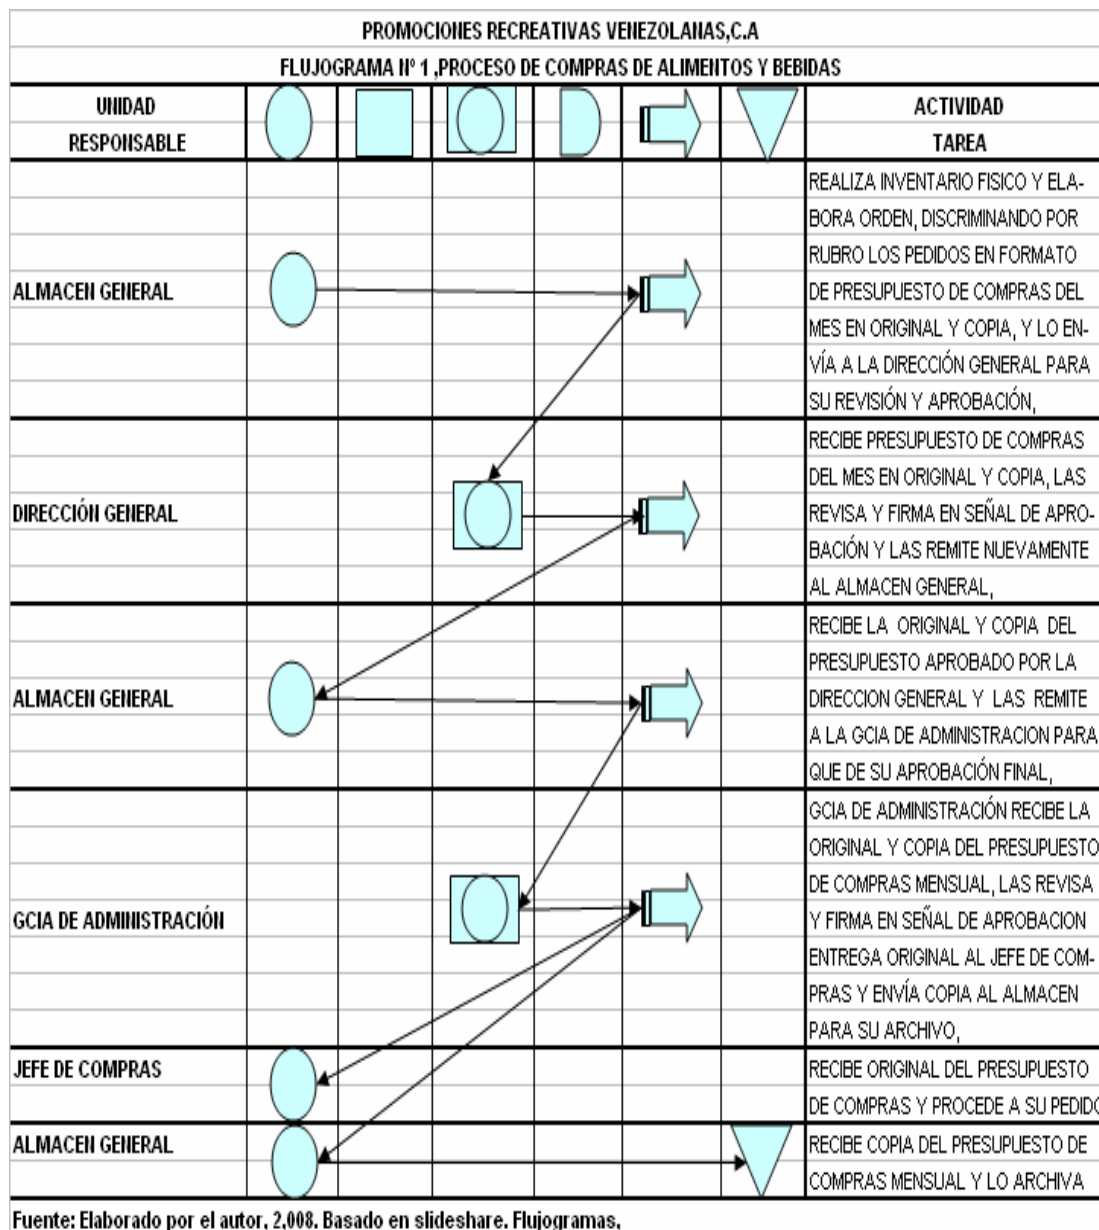 PROMOCIONES RECREATIVAS VENEZOLANAS,C.A
FLUJOGRAMA Nº 1 ,PROCESO DE COMPRAS DE ALIMENTOS Y BEBIDAS
UNIDAD
RESPONSABLE
ACTIVIDAD
TAREA
ALMACEN GENERAL
REALIZA INVENTARIO FISICO Y ELA-
BORA ORDEN, DISCRIMINANDO POR
RUBRO LOS PEDIDOS EN FORMATO
DE PRESUPUESTO DE COMPRAS DEL
MES EN ORIGINAL Y COPIA, Y LO EN-
VÍA A LA DIRECCIÓN GENERAL PARA
SU REVISIÓN Y APROBACIÓN,
DIRECCIÓN GENERAL
RECIBE PRESUPUESTO DE COMPRAS
DEL MES EN ORIGINAL Y COPIA, LAS
REVISA Y FIRMA EN SEÑAL DE APRO-
BACIÓN Y LAS REMITE NUEVAMENTE
AL ALMACEN GENERAL,
ALMACEN GENERAL
RECIBE LA ORIGINAL Y COPIA DEL
PRESUPUESTO APROBADO POR LA
DIRECCION GENERAL Y LAS REMITE
A LA GCIA DE ADMINISTRACION PARA
QUE DE SU APROBACIÓN FINAL,
GCIA DE ADMINISTRACIÓN
GCIA DE ADMINISTRACIÓN RECIBE LA
ORIGINAL Y COPIA DEL PRESUPUESTO
DE COMPRAS MENSUAL, LAS REVISA
Y FIRMA EN SEÑAL DE APROBACION
ENTREGA ORIGINAL AL JEFE DE COM-
PRAS Y ENVÍA COPIA AL ALMACEN
PARA SU ARCHIVO,
JEFE DE COMPRAS
RECIBE ORIGINAL DEL PRESUPUESTO
DE COMPRAS Y PROCEDE A SU PEDIDO
ALMACEN GENERAL
RECIBE COPIA DEL PRESUPUESTO DE
COMPRAS MENSUAL Y LO ARCHIVA
Fuente: Elaborado por el autor, 2,008. Basado en slideshare. Flujogramas,